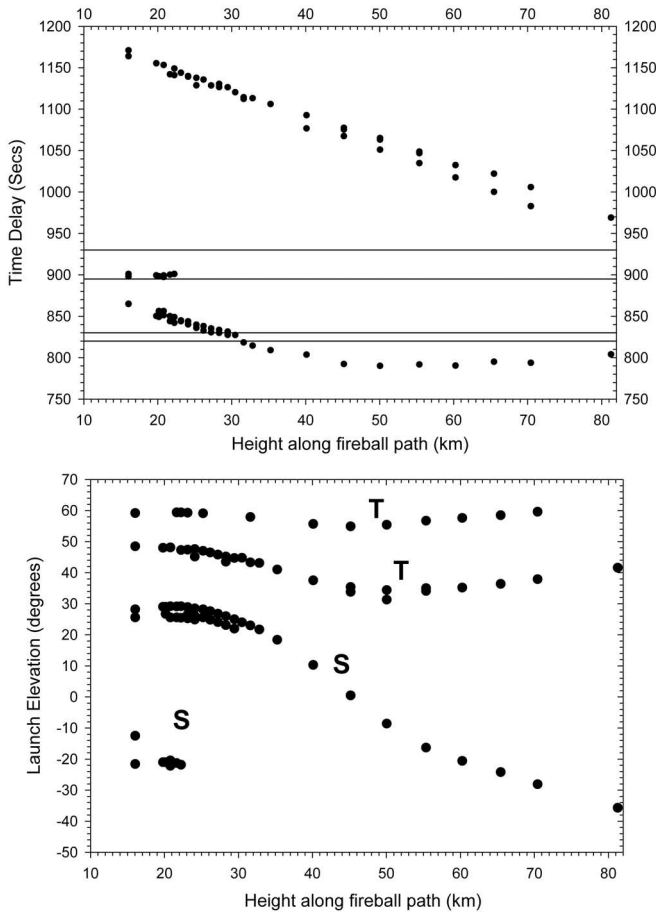 10 20 30 40 50 60 70 80
1200 1200
1150 1150
1100 1100
1050 1050
1000 1000
950 950
900 900
850 850
800 800
750 750
Time Delay (Secs)
10 20 30 40 50 60 70 80
Height along fireball path (km)
70
60
50
40
30
20
10
0
-10
-20
-30
-40
-50
Launch Elevation (degrees)
T
T
S
S
10 20 30 40 50 60 70 80
Height along fireball path (km)